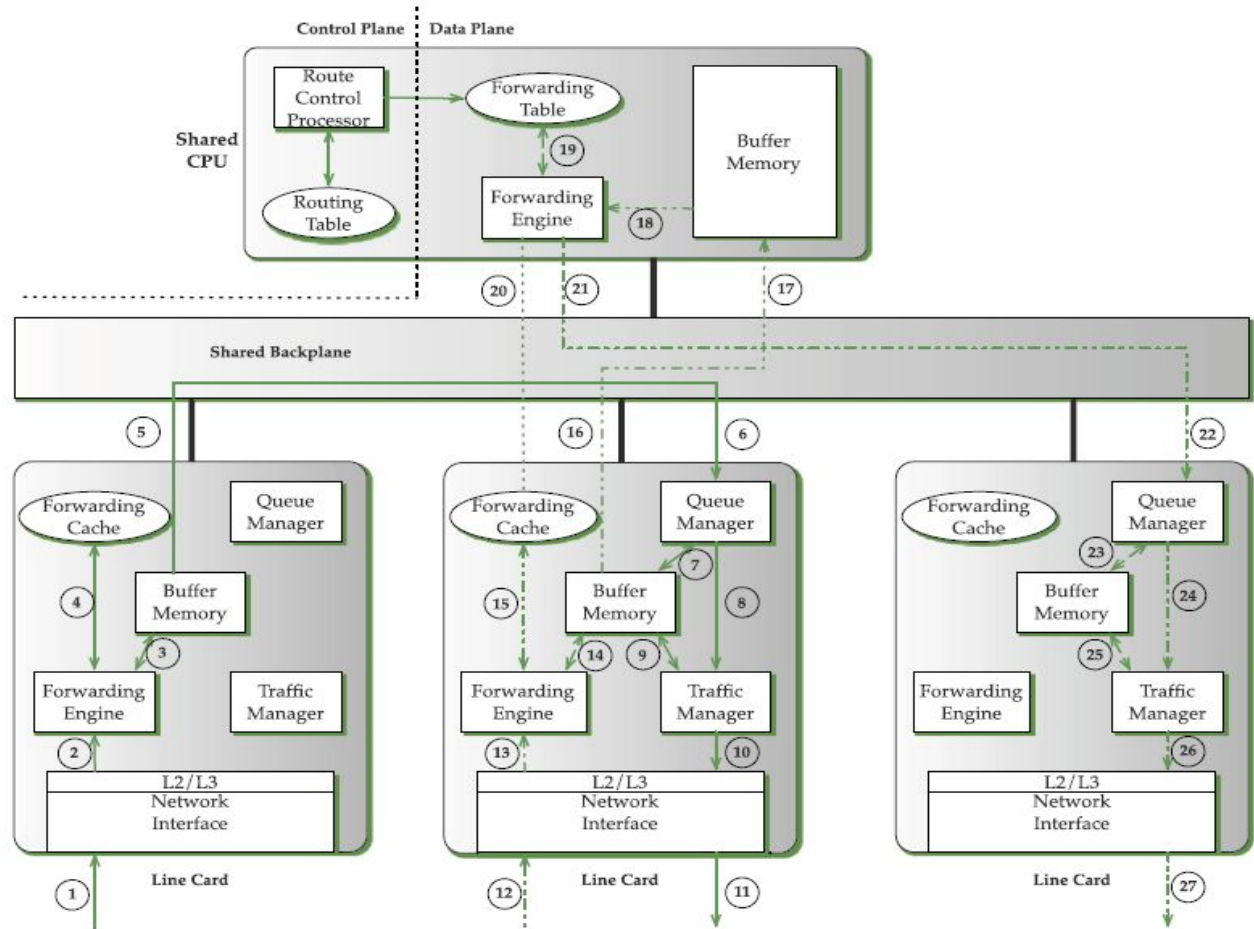 Control Plane
Data Plane
Route
Control
Processor
Forwarding
Table
Buffer
Memory
Shared
CPU
19
Routing
Table
Forwarding
Engine
18
20
21
17
Shared Backplane
5
16
6
22
Forwarding
Cache
Queue
Manager
Forwarding
Cache
Queue
Manager
Forwarding
Cache
Queue
Manager
4
Buffer
Memory
3
15
Buffer
Memory
7
8
14
9
23
Buffer
Memory
24
25
Forwarding
Engine
Traffic
Manager
Forwarding
Engine
Traffic
Manager
Forwarding
Engine
Traffic
Manager
2
13
10
26
L2/L3
Network
Interface
L2/L3
Network
Interface
L2/L3
Network
Interface
1
Line Card
12
11
Line Card
Line Card
27